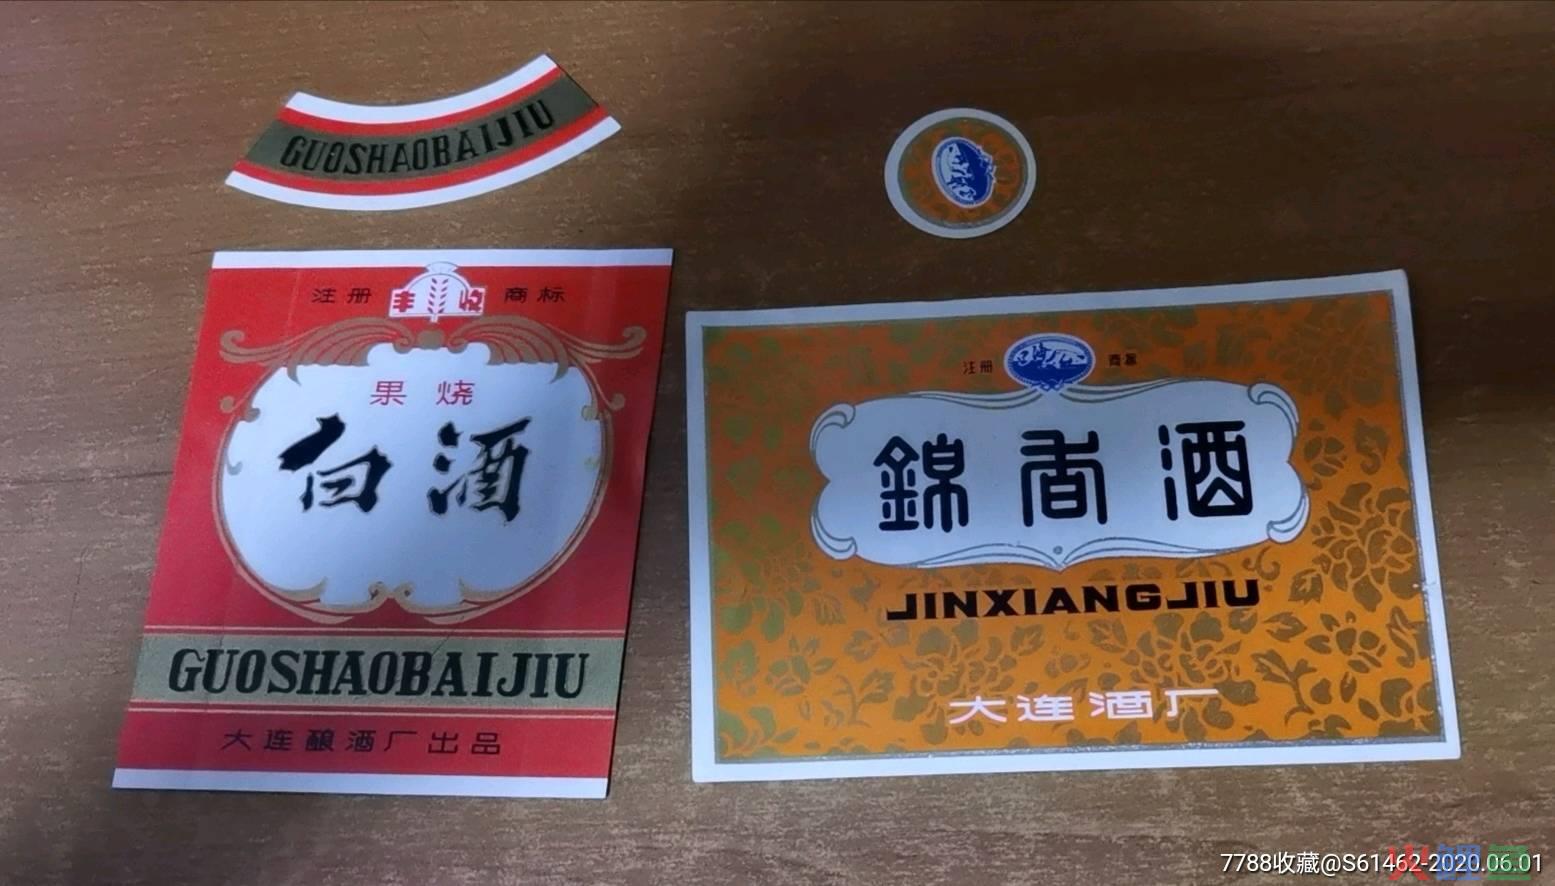 GUOSHAOBAIJIU
注册 丰收 商标
果烧
白酒
GUOSHAOBAIJIU
大连酿酒厂出品
注册 商标
錦香酒
JINXIANGJIU
大连酒厂
7788收藏@S61462-2020.06.01